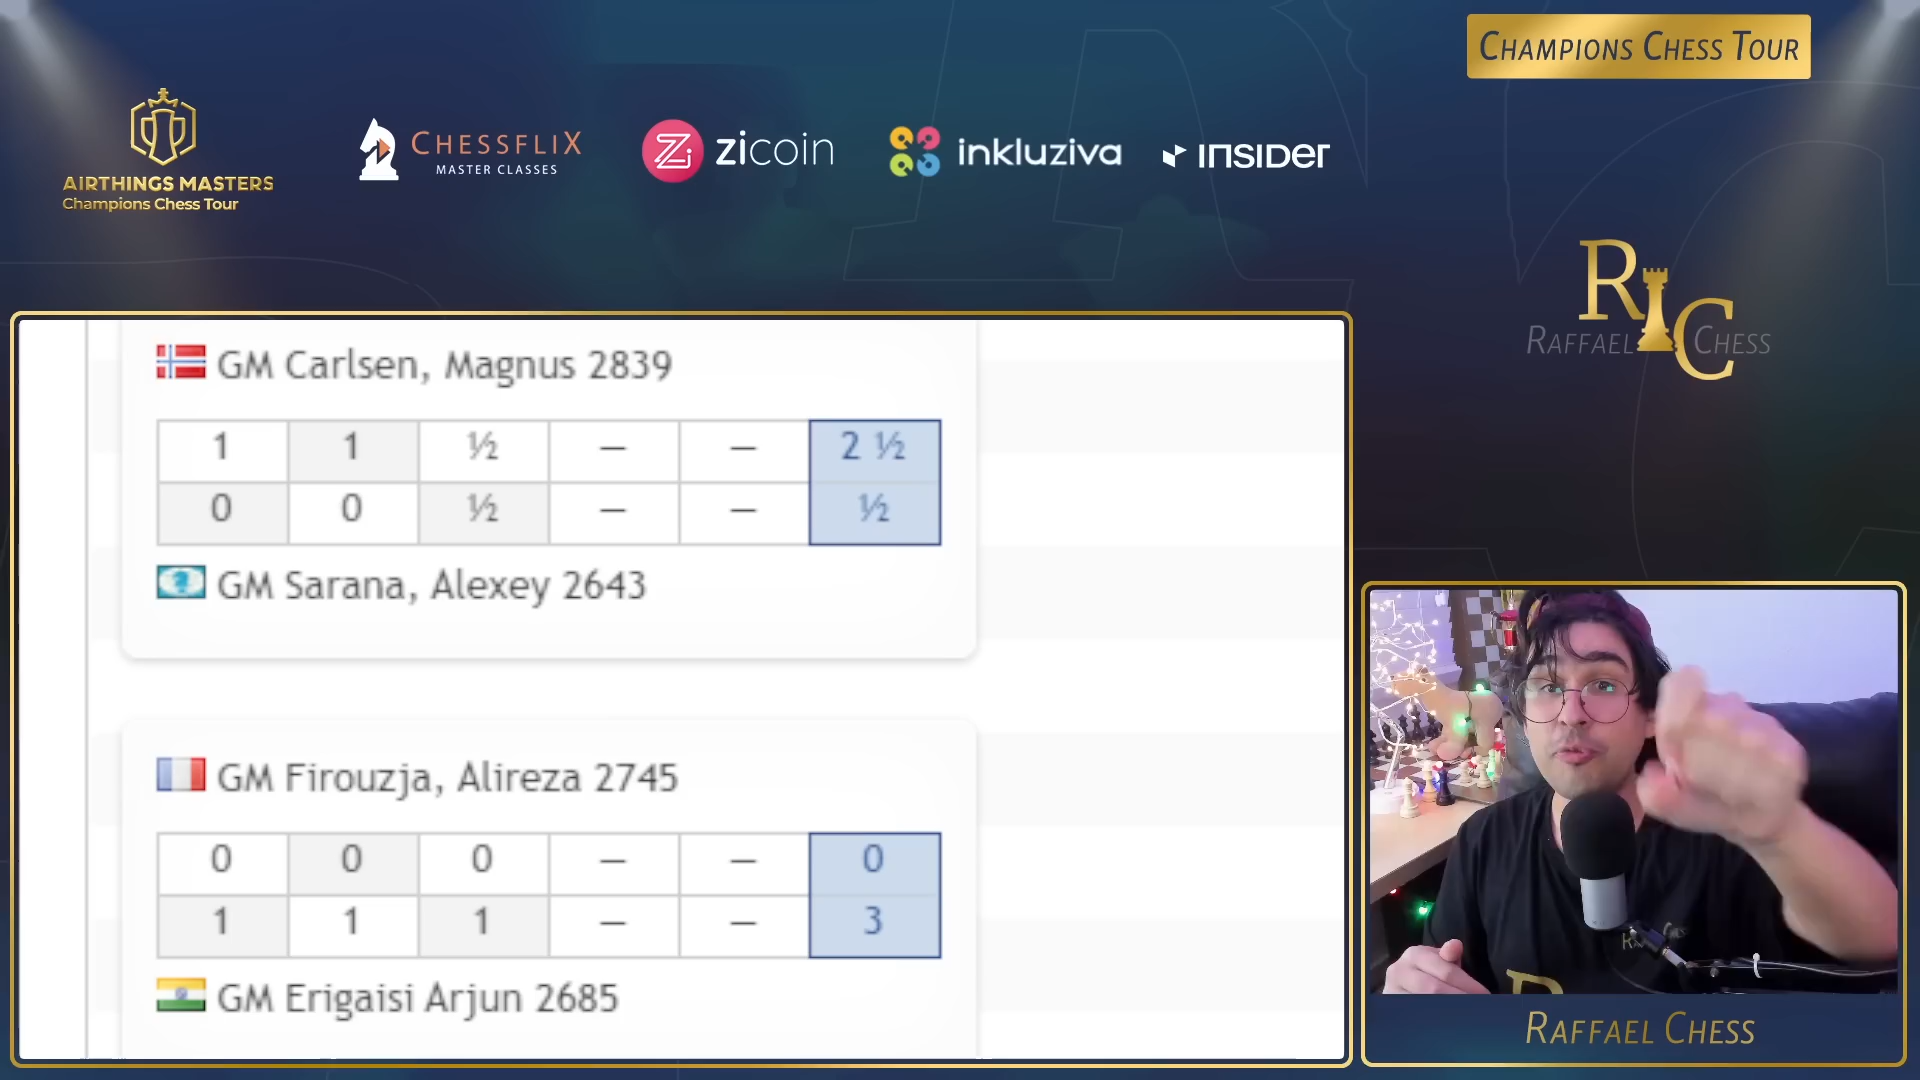 CHAMPIONS CHESS TOUR
AIRTHINGS MASTERS
Champions Chess Tour
CHESSFLIX
MASTER CLASSES
Zi zicoin
inkluziva
INSIDER
RC
RAFFAEL CHESS
GM Carlsen, Magnus 2839
1 1 ½ — — 2 ½
0 0 ½ — — ½
GM Sarana, Alexey 2643
GM Firouzja, Alireza 2745
0 0 0 — — 0
1 1 1 — — 3
GM Erigaisi Arjun 2685
RAFFAEL CHESS